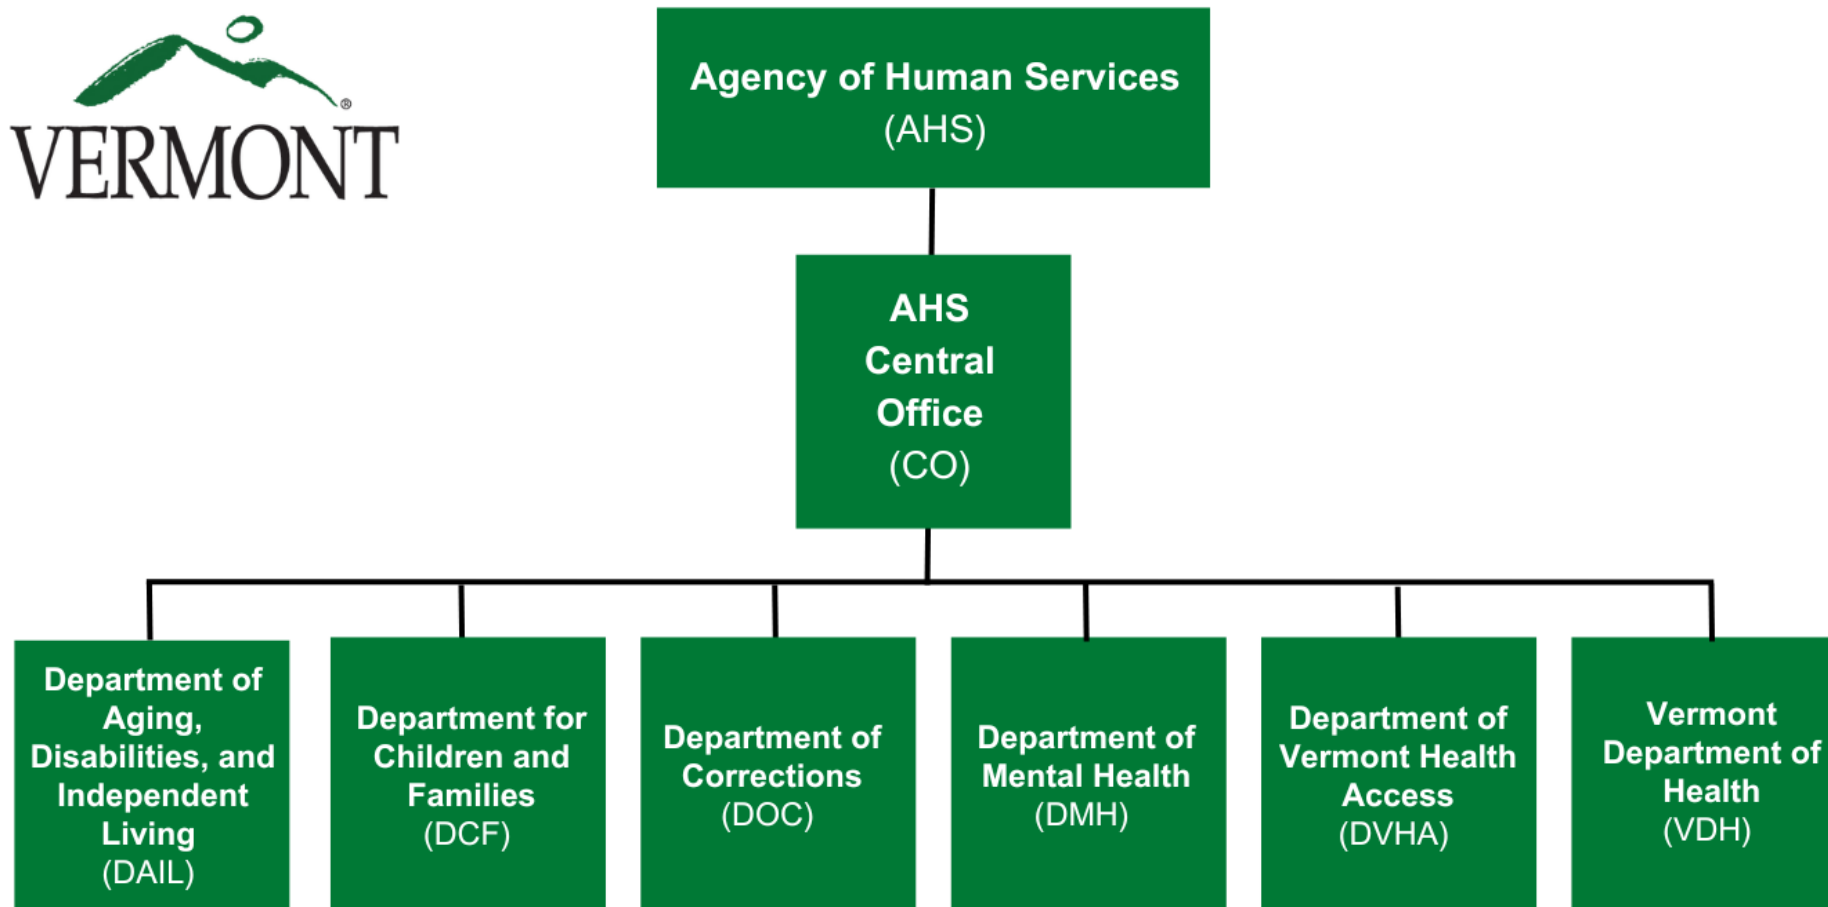 VERMONT
®
Agency of Human Services
(AHS)
AHS
Central
Office
(CO)
Department of
Aging,
Disabilities, and
Independent
Living
(DAIL)
Department for
Children and
Families
(DCF)
Department of
Corrections
(DOC)
Department of
Mental Health
(DMH)
Department of
Vermont Health
Access
(DVHA)
Vermont
Department of
Health
(VDH)